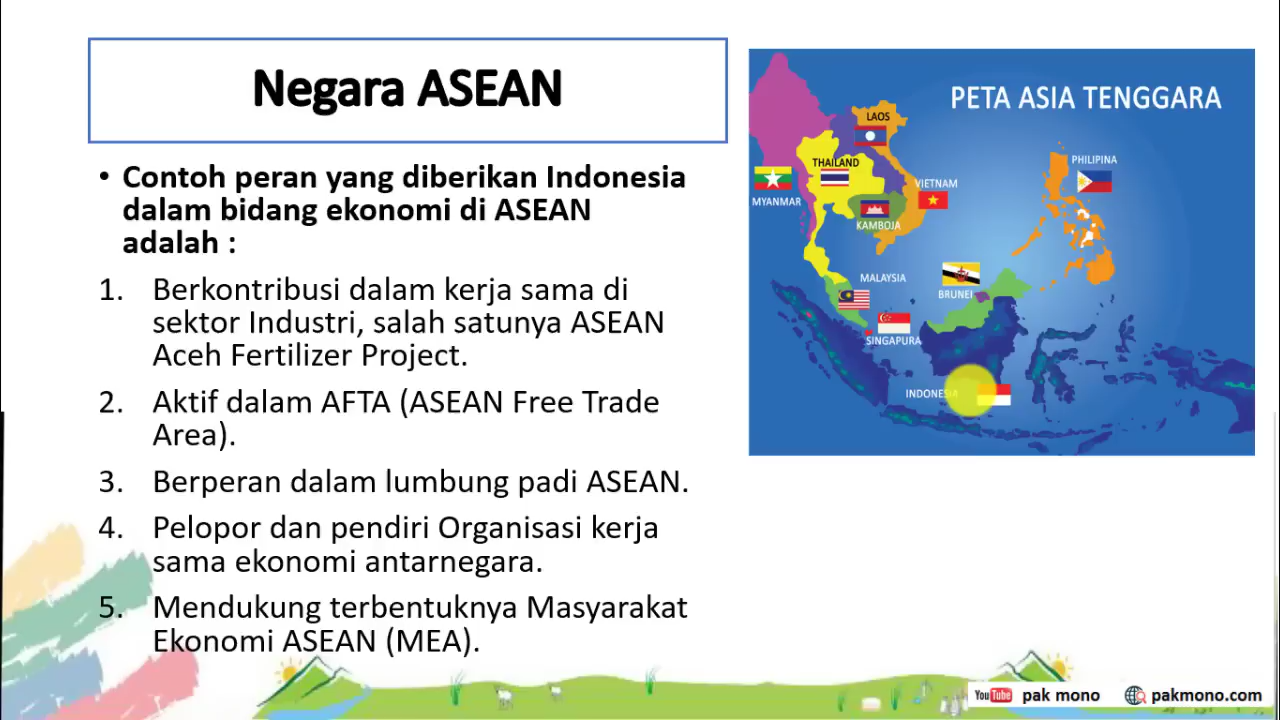 Negara ASEAN
• Contoh peran yang diberikan Indonesia
dalam bidang ekonomi di ASEAN
adalah :
1. Berkontribusi dalam kerja sama di
sektor Industri, salah satunya ASEAN
Aceh Fertilizer Project.
2. Aktif dalam AFTA (ASEAN Free Trade
Area).
3. Berperan dalam lumbung padi ASEAN.
4. Pelopor dan pendiri Organisasi kerja
sama ekonomi antarnegara.
5. Mendukung terbentuknya Masyarakat
Ekonomi ASEAN (MEA).
PETA ASIA TENGGARA
LAOS
THAILAND
PHILIPINA
MYANMAR
VIETNAM
KAMBOJA
MALAYSIA
BRUNEI
SINGAPURA
INDONESIA
YouTube pak mono
pakmono.com